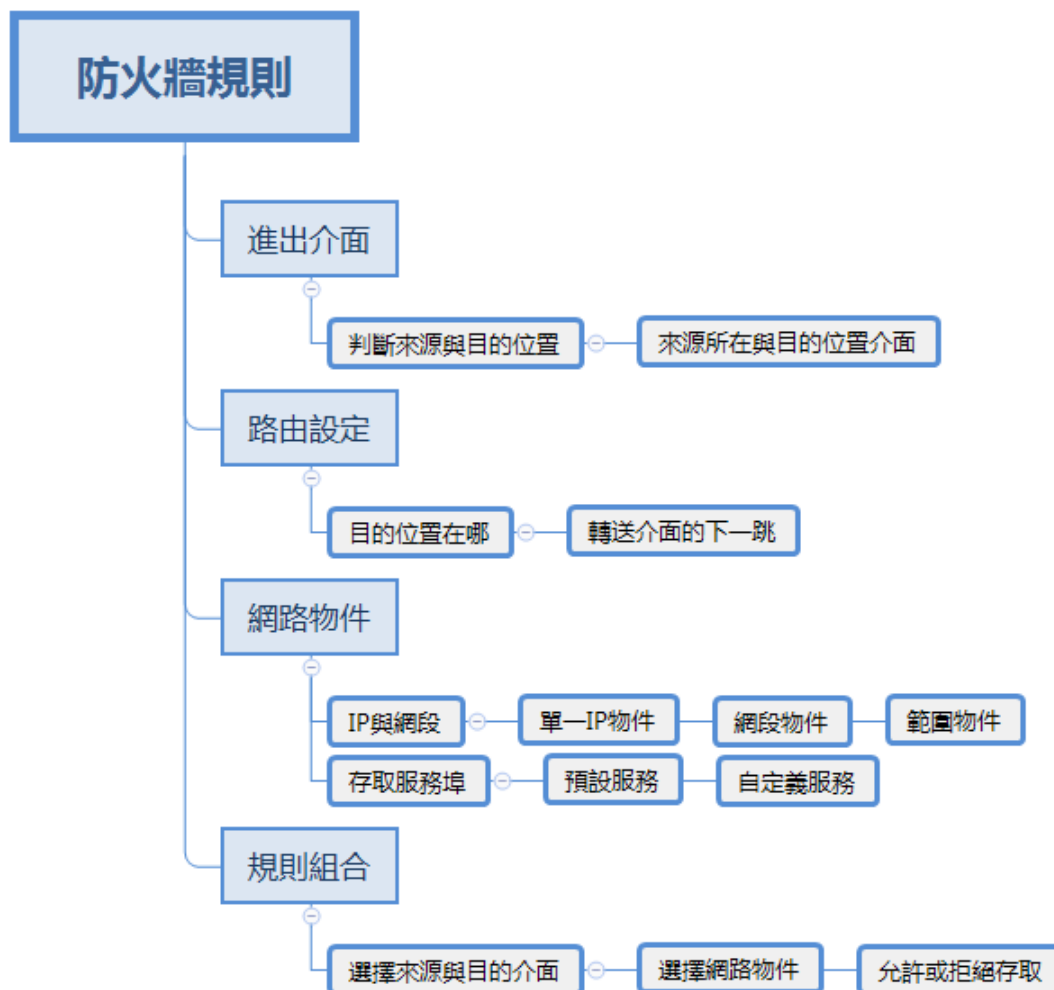 防火牆規則
進出介面
判斷來源與目的位置
來源所在與目的位置介面
路由設定
目的位置在哪
轉送介面的下一跳
網路物件
IP與網段
單一IP物件
網段物件
範圍物件
存取服務埠
預設服務
自定義服務
規則組合
選擇來源與目的介面
選擇網路物件
允許或拒絕存取